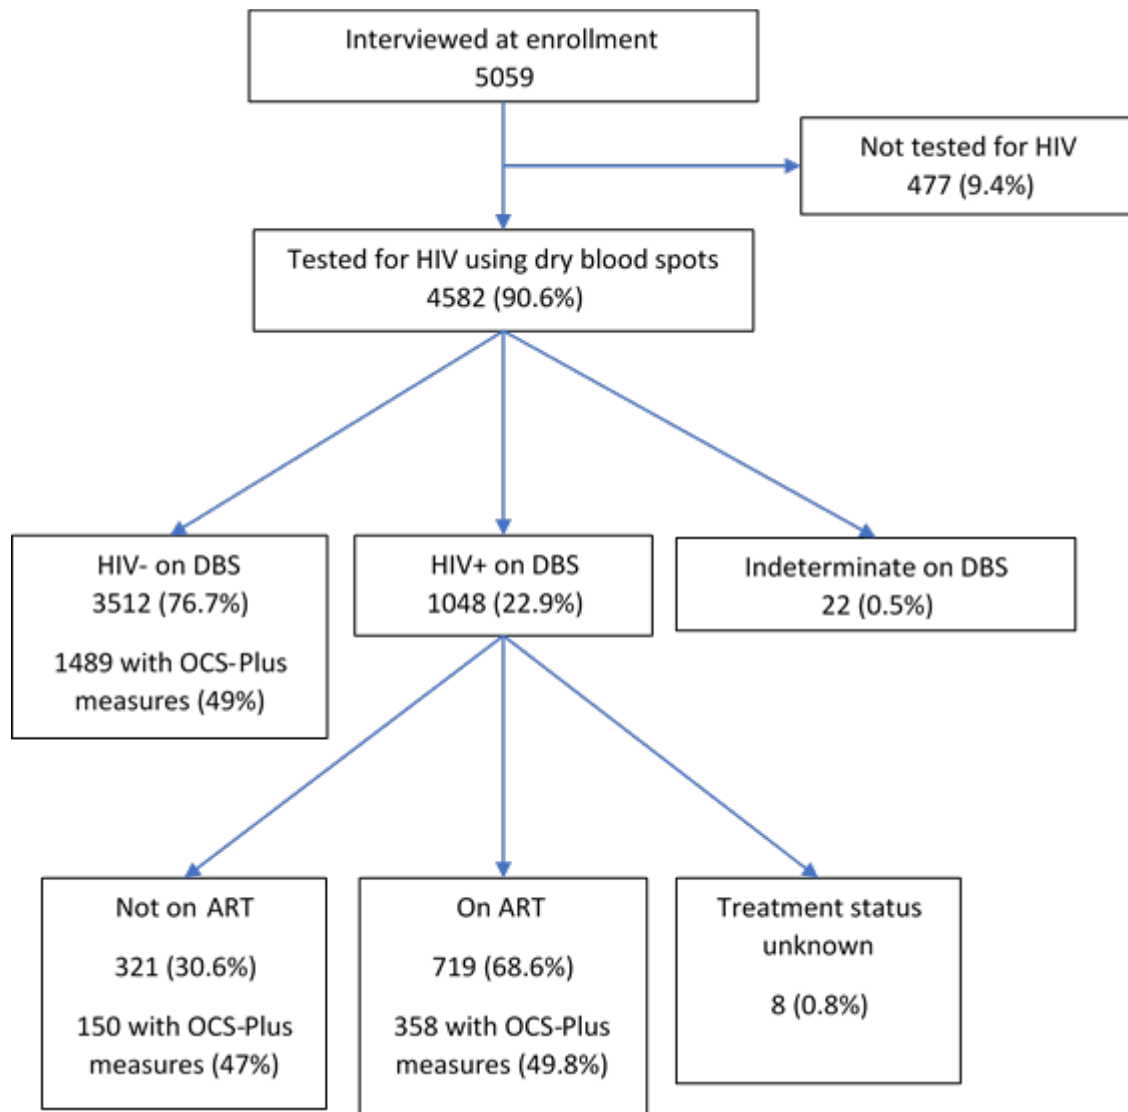 Interviewed at enrollment
5059
Not tested for HIV
477 (9.4%)
Tested for HIV using dry blood spots
4582 (90.6%)
HIV- on DBS
3512 (76.7%)
1489 with OCS-Plus
measures (49%)
HIV+ on DBS
1048 (22.9%)
Indeterminate on DBS
22 (0.5%)
Not on ART
321 (30.6%)
150 with OCS-Plus
measures (47%)
On ART
719 (68.6%)
358 with OCS-Plus
measures (49.8%)
Treatment status
unknown
8 (0.8%)